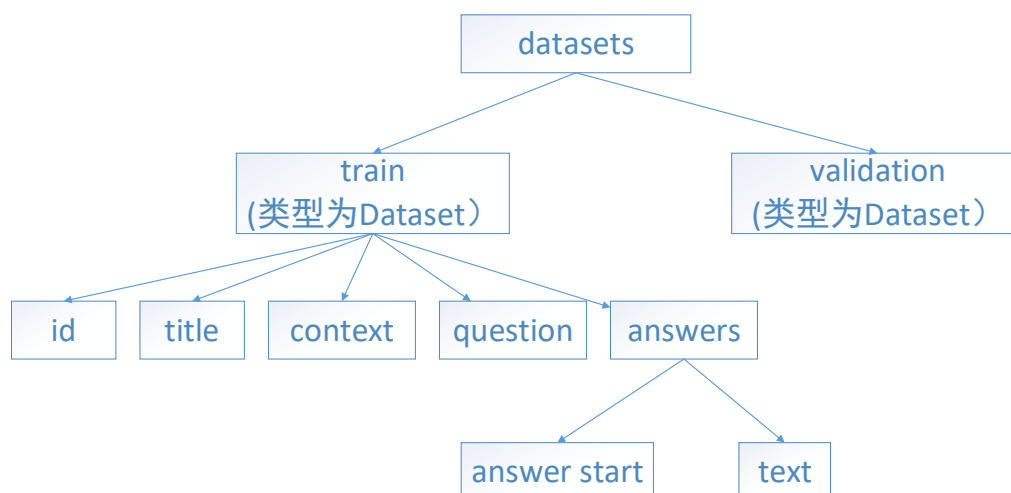 datasets
train
(类型为Dataset）
validation
(类型为Dataset）
id
title
context
question
answers
answer start
text